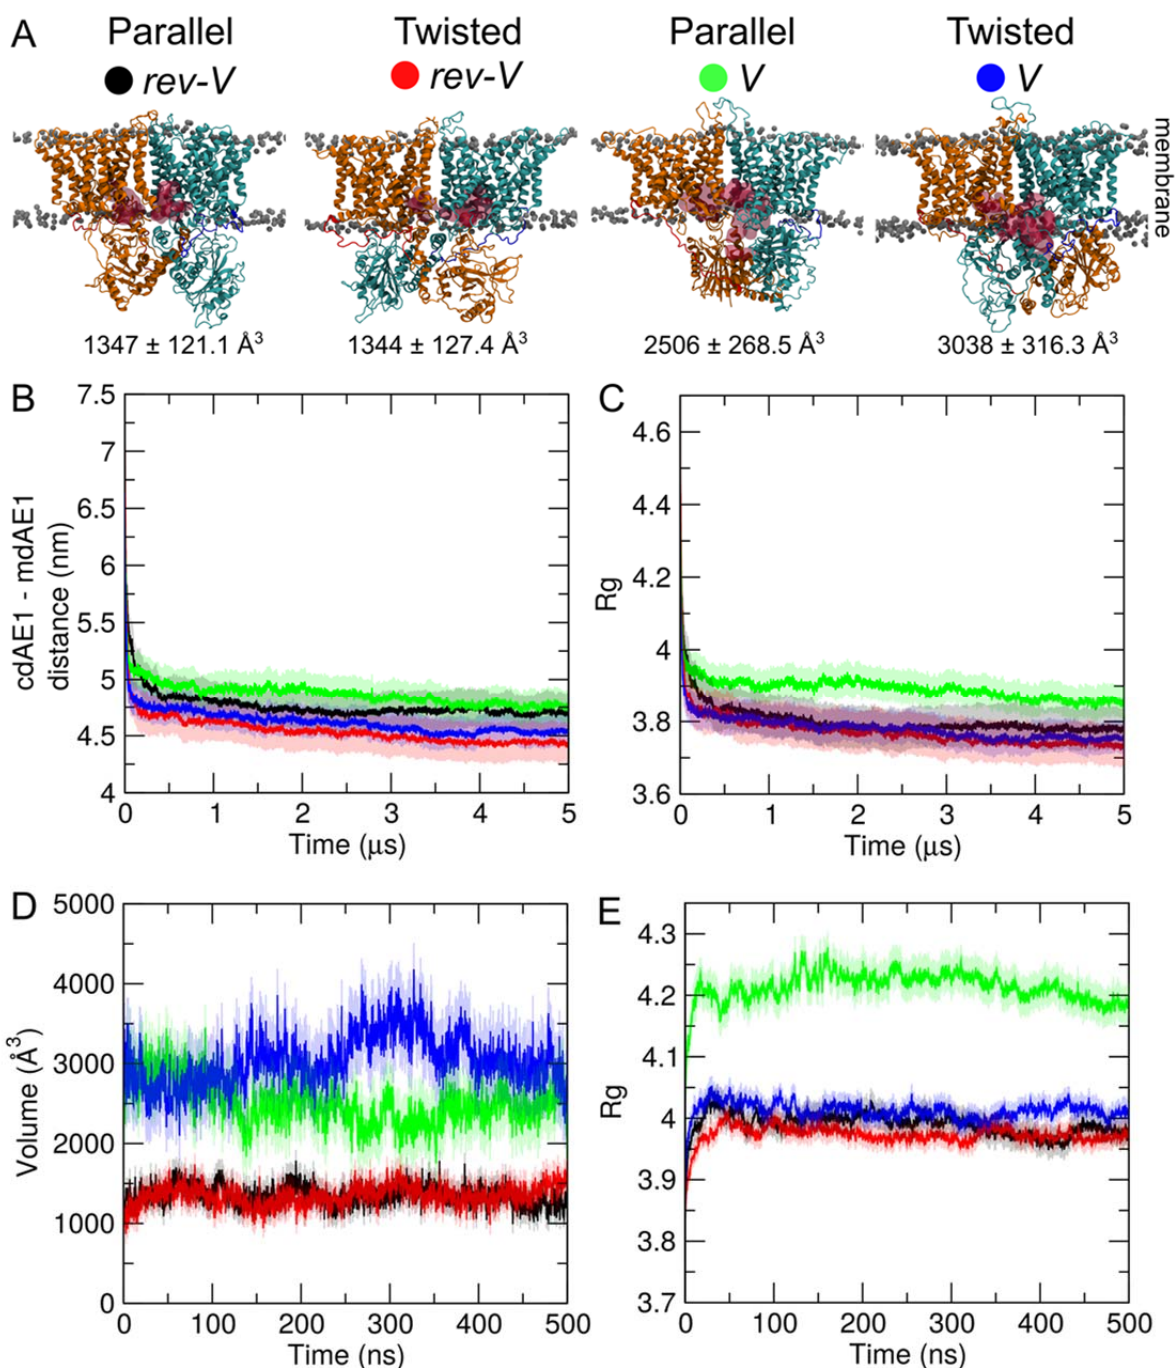 A
Parallel
Twisted
Parallel
Twisted
rev-V
rev-V
V
V
membrane
1347 ± 121.1 Å³
1344 ± 127.4 Å³
2506 ± 268.5 Å³
3038 ± 316.3 Å³
B
7.5
7
6.5
6
5.5
5
4.5
4
cdAE1 - mdAE1
distance (nm)
0 1 2 3 4 5
Time (μs)
C
4.6
4.4
4.2
4
3.8
3.6
Rg
0 1 2 3 4 5
Time (μs)
D
5000
4000
3000
2000
1000
0
Volume (Å³)
0 100 200 300 400 500
Time (ns)
E
4.3
4.2
4.1
4
3.9
3.8
3.7
Rg
0 100 200 300 400 500
Time (ns)